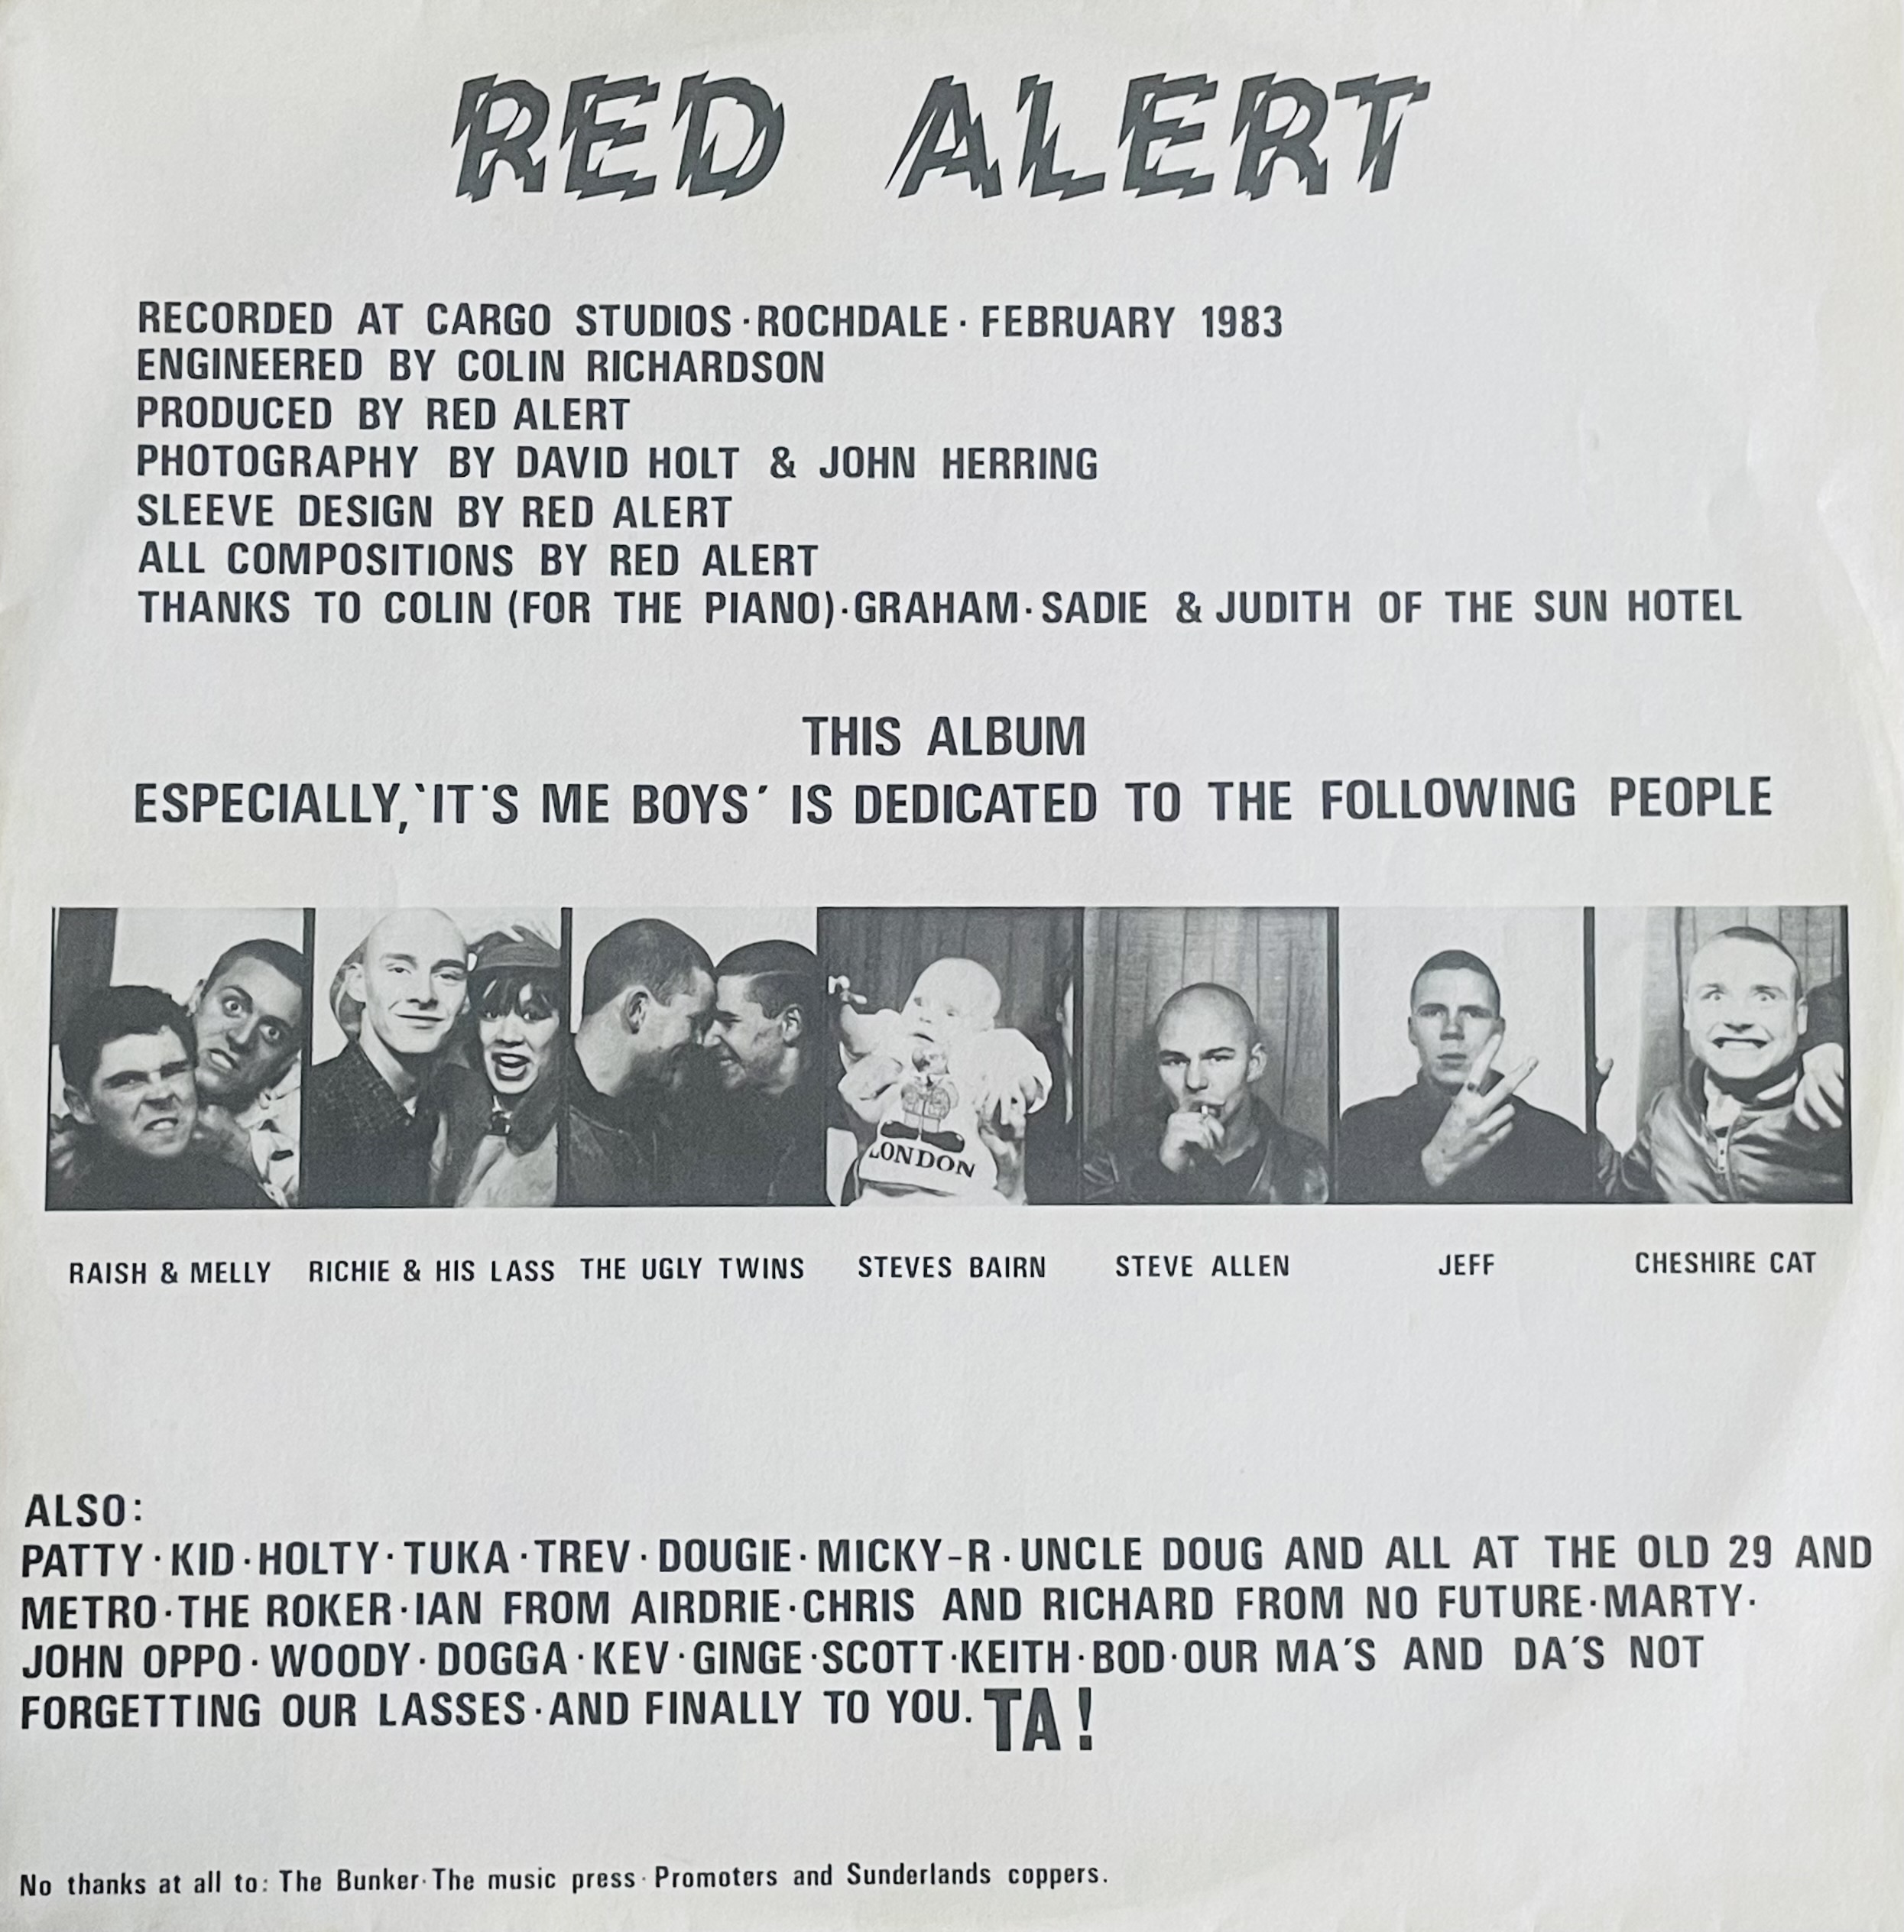 RED ALERT
RECORDED AT CARGO STUDIOS · ROCHDALE · FEBRUARY 1983
ENGINEERED BY COLIN RICHARDSON
PRODUCED BY RED ALERT
PHOTOGRAPHY BY DAVID HOLT & JOHN HERRING
SLEEVE DESIGN BY RED ALERT
ALL COMPOSITIONS BY RED ALERT
THANKS TO COLIN (FOR THE PIANO) · GRAHAM · SADIE & JUDITH OF THE SUN HOTEL
THIS ALBUM
ESPECIALLY, 'IT'S ME BOYS' IS DEDICATED TO THE FOLLOWING PEOPLE
LONDON
RAISH & MELLY RICHIE & HIS LASS THE UGLY TWINS STEVES BAIRN STEVE ALLEN JEFF CHESHIRE CAT
ALSO:
PATTY · KID · HOLTY · TUKA · TREV · DOUGIE · MICKY-R · UNCLE DOUG AND ALL AT THE OLD 29 AND
METRO · THE ROKER · IAN FROM AIRDRIE · CHRIS AND RICHARD FROM NO FUTURE · MARTY ·
JOHN OPPO · WOODY · DOGGA · KEV · GINGE · SCOTT · KEITH · BOD · OUR MA'S AND DA'S NOT
FORGETTING OUR LASSES · AND FINALLY TO YOU. TA!
No thanks at all to: The Bunker · The music press · Promoters and Sunderlands coppers.